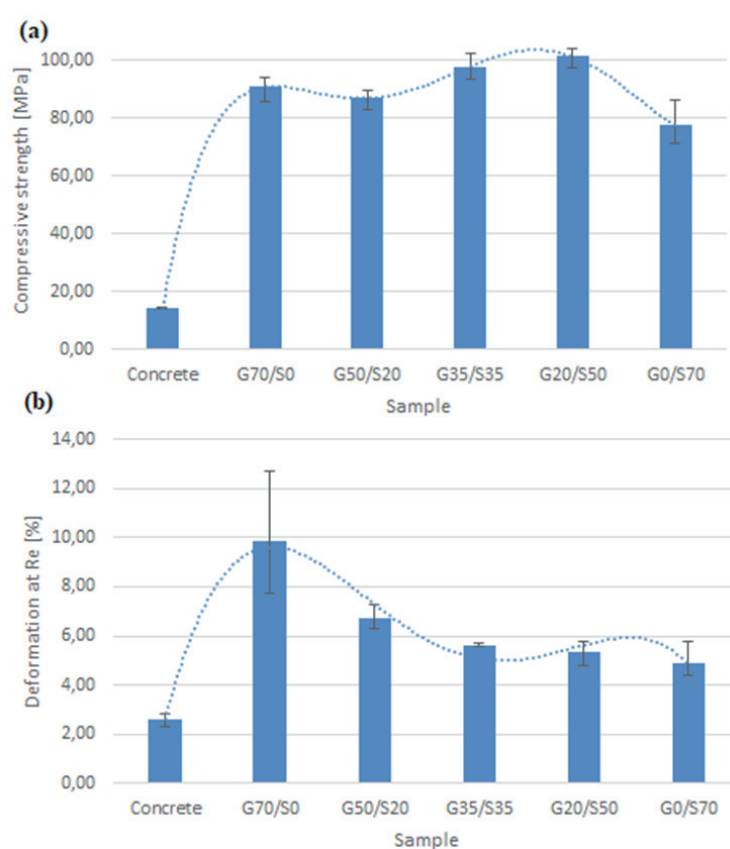 (a)
Compressive strength [MPa]
100,00
80,00
60,00
40,00
20,00
0,00
Concrete G70/S0 G50/S20 G35/S35 G20/S50 G0/S70
Sample
(b)
Deformation at Re [%]
14,00
12,00
10,00
8,00
6,00
4,00
2,00
0,00
Concrete G70/S0 G50/S20 G35/S35 G20/S50 G0/S70
Sample